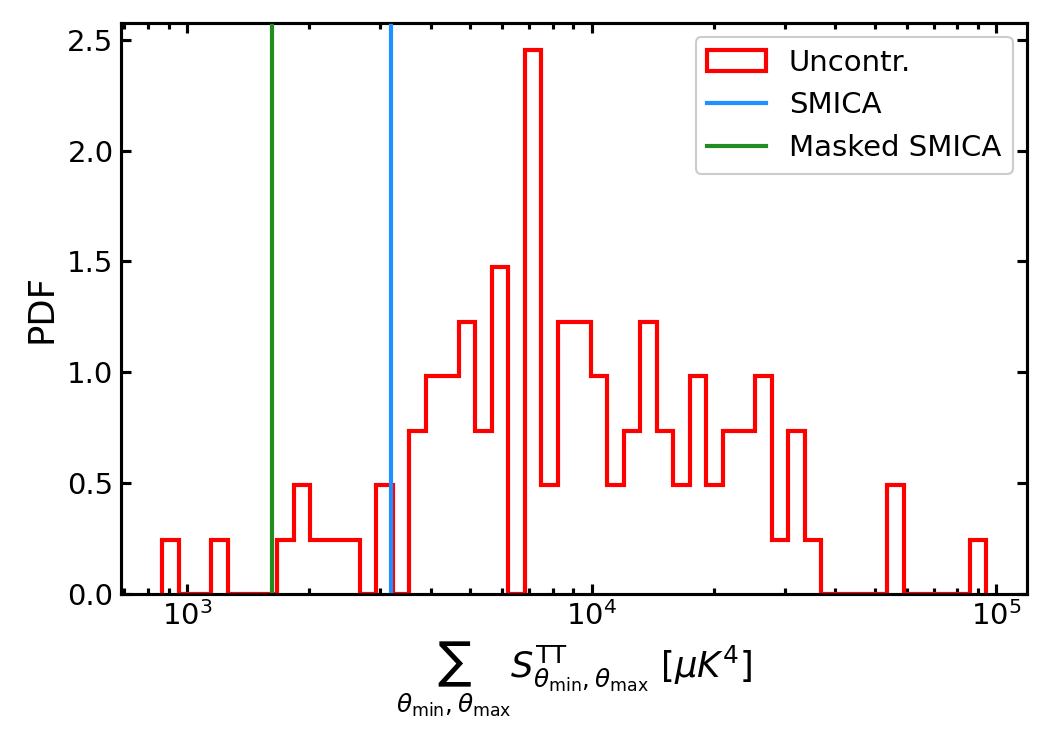 2.5
2.0
1.5
1.0
0.5
0.0
PDF
Uncontr.
SMICA
Masked SMICA
10³ 10⁴ 10⁵
∑ S^TT_θmin, θmax [μK⁴]
θmin, θmax